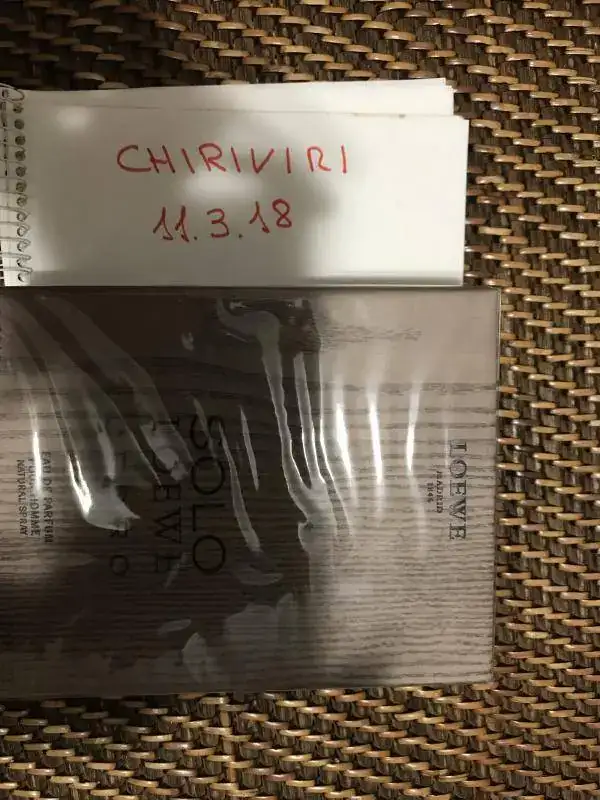 CHIRIVIRI
11.3.18
LOEWE
MADRID
1846
SOLO
LOEWE
EAU DE PARFUM
POUR HOMME
NATURAL SPRAY